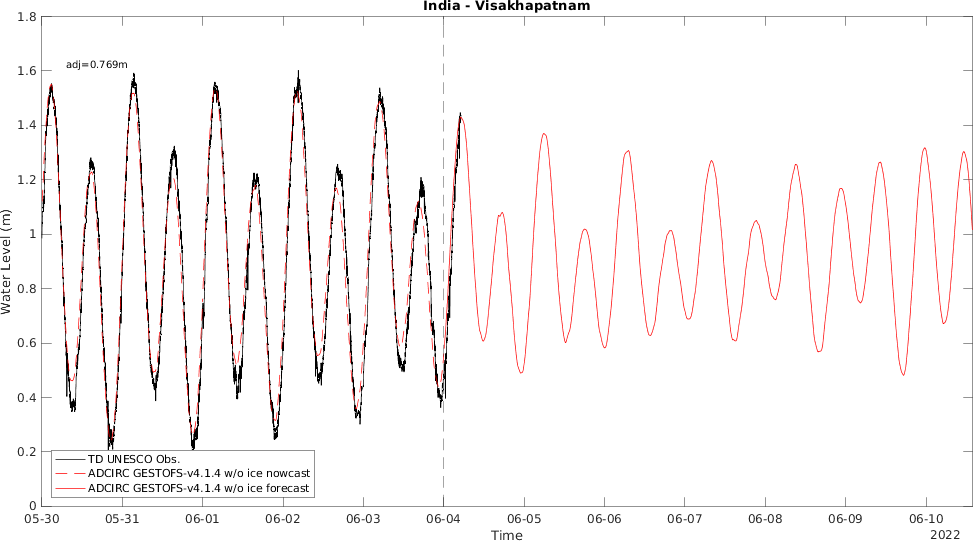 India - Visakhapatnam
1.8
1.6
1.4
1.2
1
0.8
0.6
0.4
0.2
0
Water Level (m)
adj=0.769m
TD UNESCO Obs.
ADCIRC GESTOFS-v4.1.4 w/o ice nowcast
ADCIRC GESTOFS-v4.1.4 w/o ice forecast
05-30 05-31 06-01 06-02 06-03 06-04 06-05 06-06 06-07 06-08 06-09 06-10
Time
2022